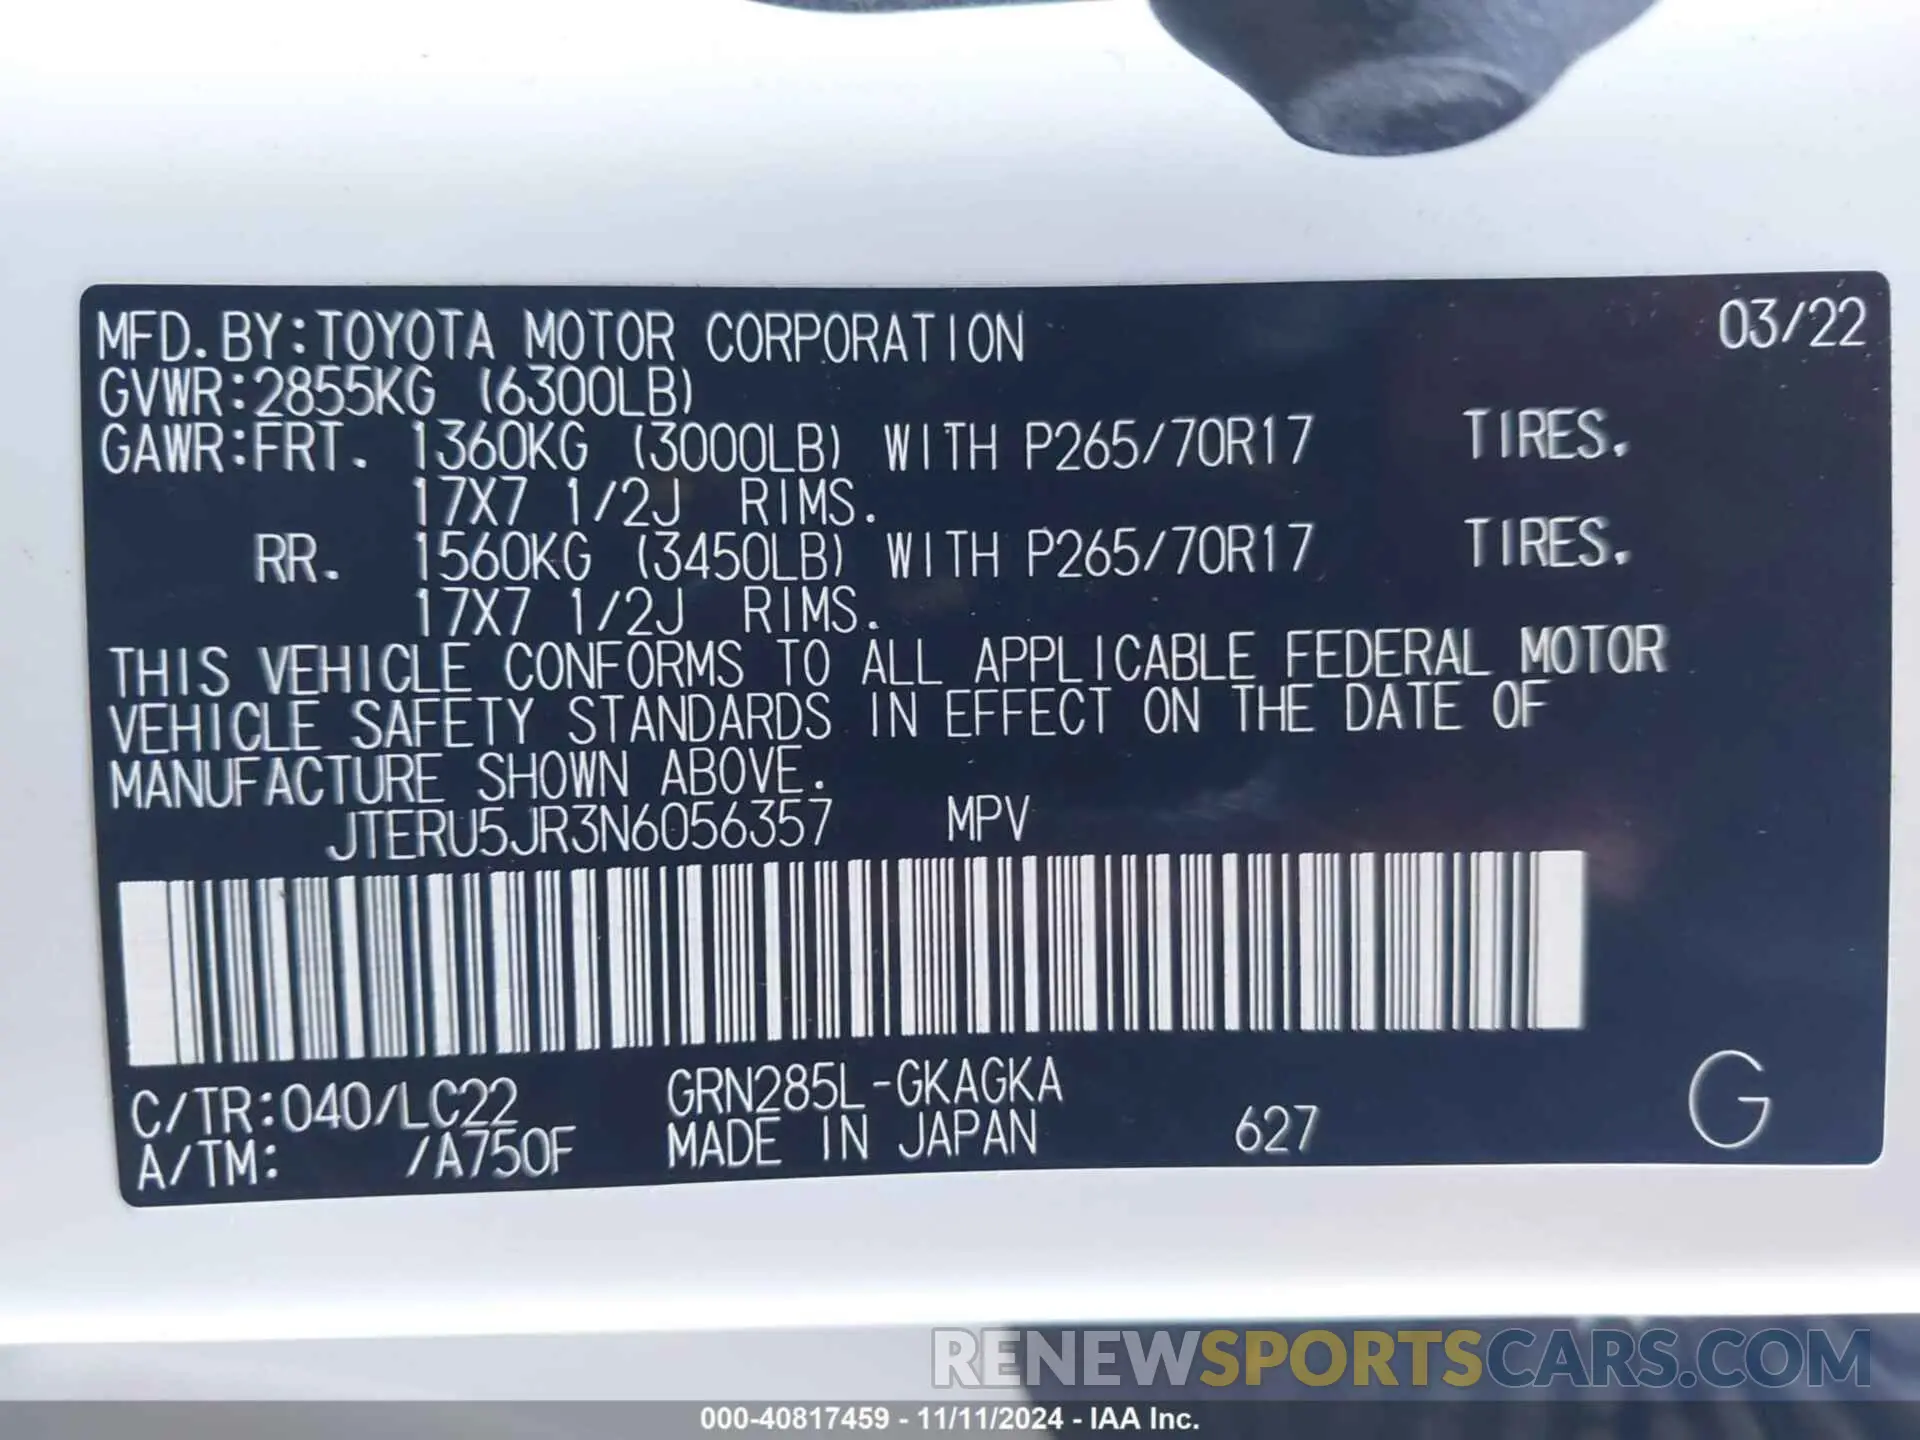 MFD.BY:TOYOTA MOTOR CORPORATION 03/22
GVWR:2855KG (6300LB)
GAWR:FRT. 1360KG (3000LB) WITH P265/70R17 TIRES.
17X7 1/2J RIMS.
RR. 1560KG (3450LB) WITH P265/70R17 TIRES.
17X7 1/2J RIMS.
THIS VEHICLE CONFORMS TO ALL APPLICABLE FEDERAL MOTOR
VEHICLE SAFETY STANDARDS IN EFFECT ON THE DATE OF
MANUFACTURE SHOWN ABOVE.
JTERU5JR3N6056357 MPV
C/TR:040/LC22 GRN285L-GKAGKA
A/TM: /A750F MADE IN JAPAN 627 G
RENEWSPORTSCARS.COM
000-40817459 - 11/11/2024 - IAA Inc.